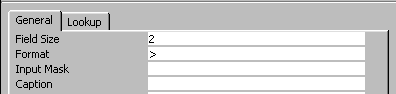 General Lookup
Field Size 2
Format >
Input Mask
Caption